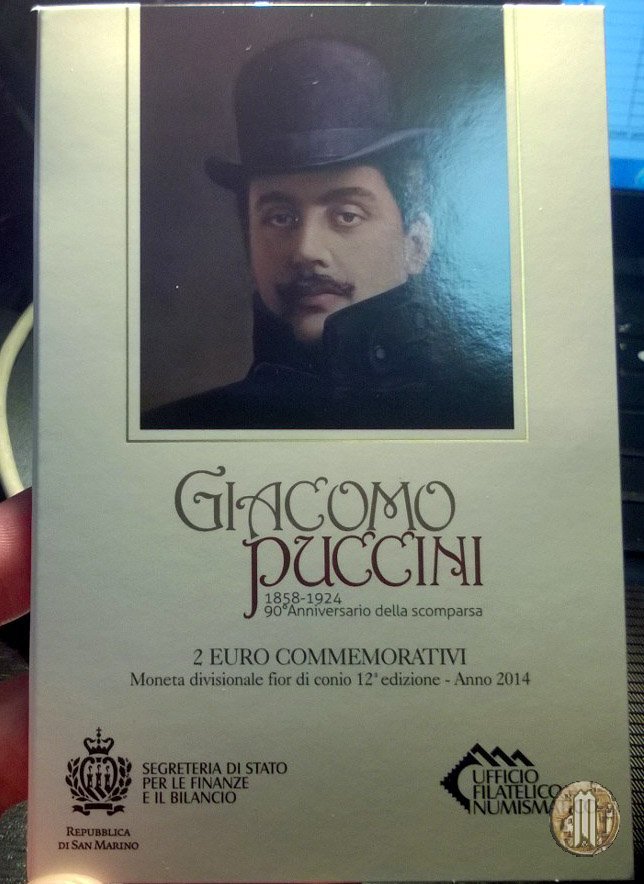 GIACOMO
PUCCINI
1858-1924
90°Anniversario della scomparsa
2 EURO COMMEMORATIVI
Moneta divisionale fior di conio 12ª edizione - Anno 2014
SEGRETERIA DI STATO
PER LE FINANZE
E IL BILANCIO
REPUBBLICA
DI SAN MARINO
UFFICIO
FILATELICO